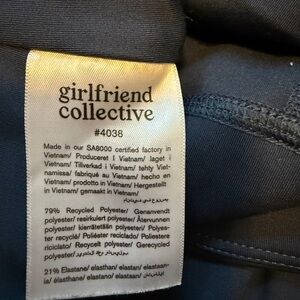 girlfriend
collective
#4038
Made in our SA8000 certified factory in
Vietnam/ Produceret i Vietnam/ laget i
Vietnam/ Tillverkad i Vietnam/ tehty Viet-
namissa/ fabriqué au Vietnam/ hecho en
Vietnam/ prodotto in Vietnam/ Hergestellt
in Vietnam/ gemaakt in Vietnam/
79% Recycled Polyester/ Genanvendt
polyester/ resirkulert polyester/ Återvunnen
polyester/ kierrätetty polyesteri/ Polyes-
ter recyclé/ Poliéster reciclado/ Poliestere
riciclato/ Recycelt Polyester/ Gerecycled
polyester/
21% Elastane/ elasthan/ elastan/ elastaa-
ia/ élasthanne/ elastano/ elastan/ elastaan/